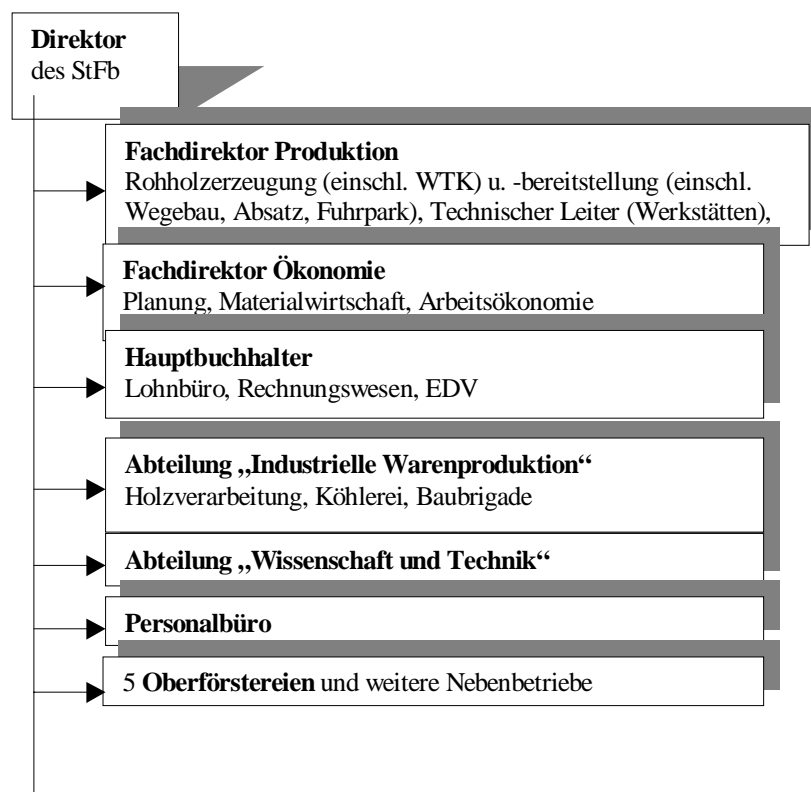 Direktor
des StFb
Fachdirektor Produktion
Rohholzerzeugung (einschl. WTK) u. -bereitstellung (einschl.
Wegebau, Absatz, Fuhrpark), Technischer Leiter (Werkstätten),
Fachdirektor Ökonomie
Planung, Materialwirtschaft, Arbeitsökonomie
Hauptbuchhalter
Lohnbüro, Rechnungswesen, EDV
Abteilung „Industrielle Warenproduktion“
Holzverarbeitung, Köhlerei, Baubrigade
Abteilung „Wissenschaft und Technik“
Personalbüro
5 Oberförstereien und weitere Nebenbetriebe